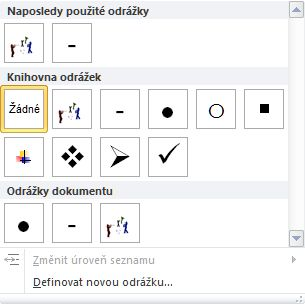 Naposledy použité odrážky
Knihovna odrážek
Žádné
Odrážky dokumentu
Změnit úroveň seznamu
Definovat novou odrážku...